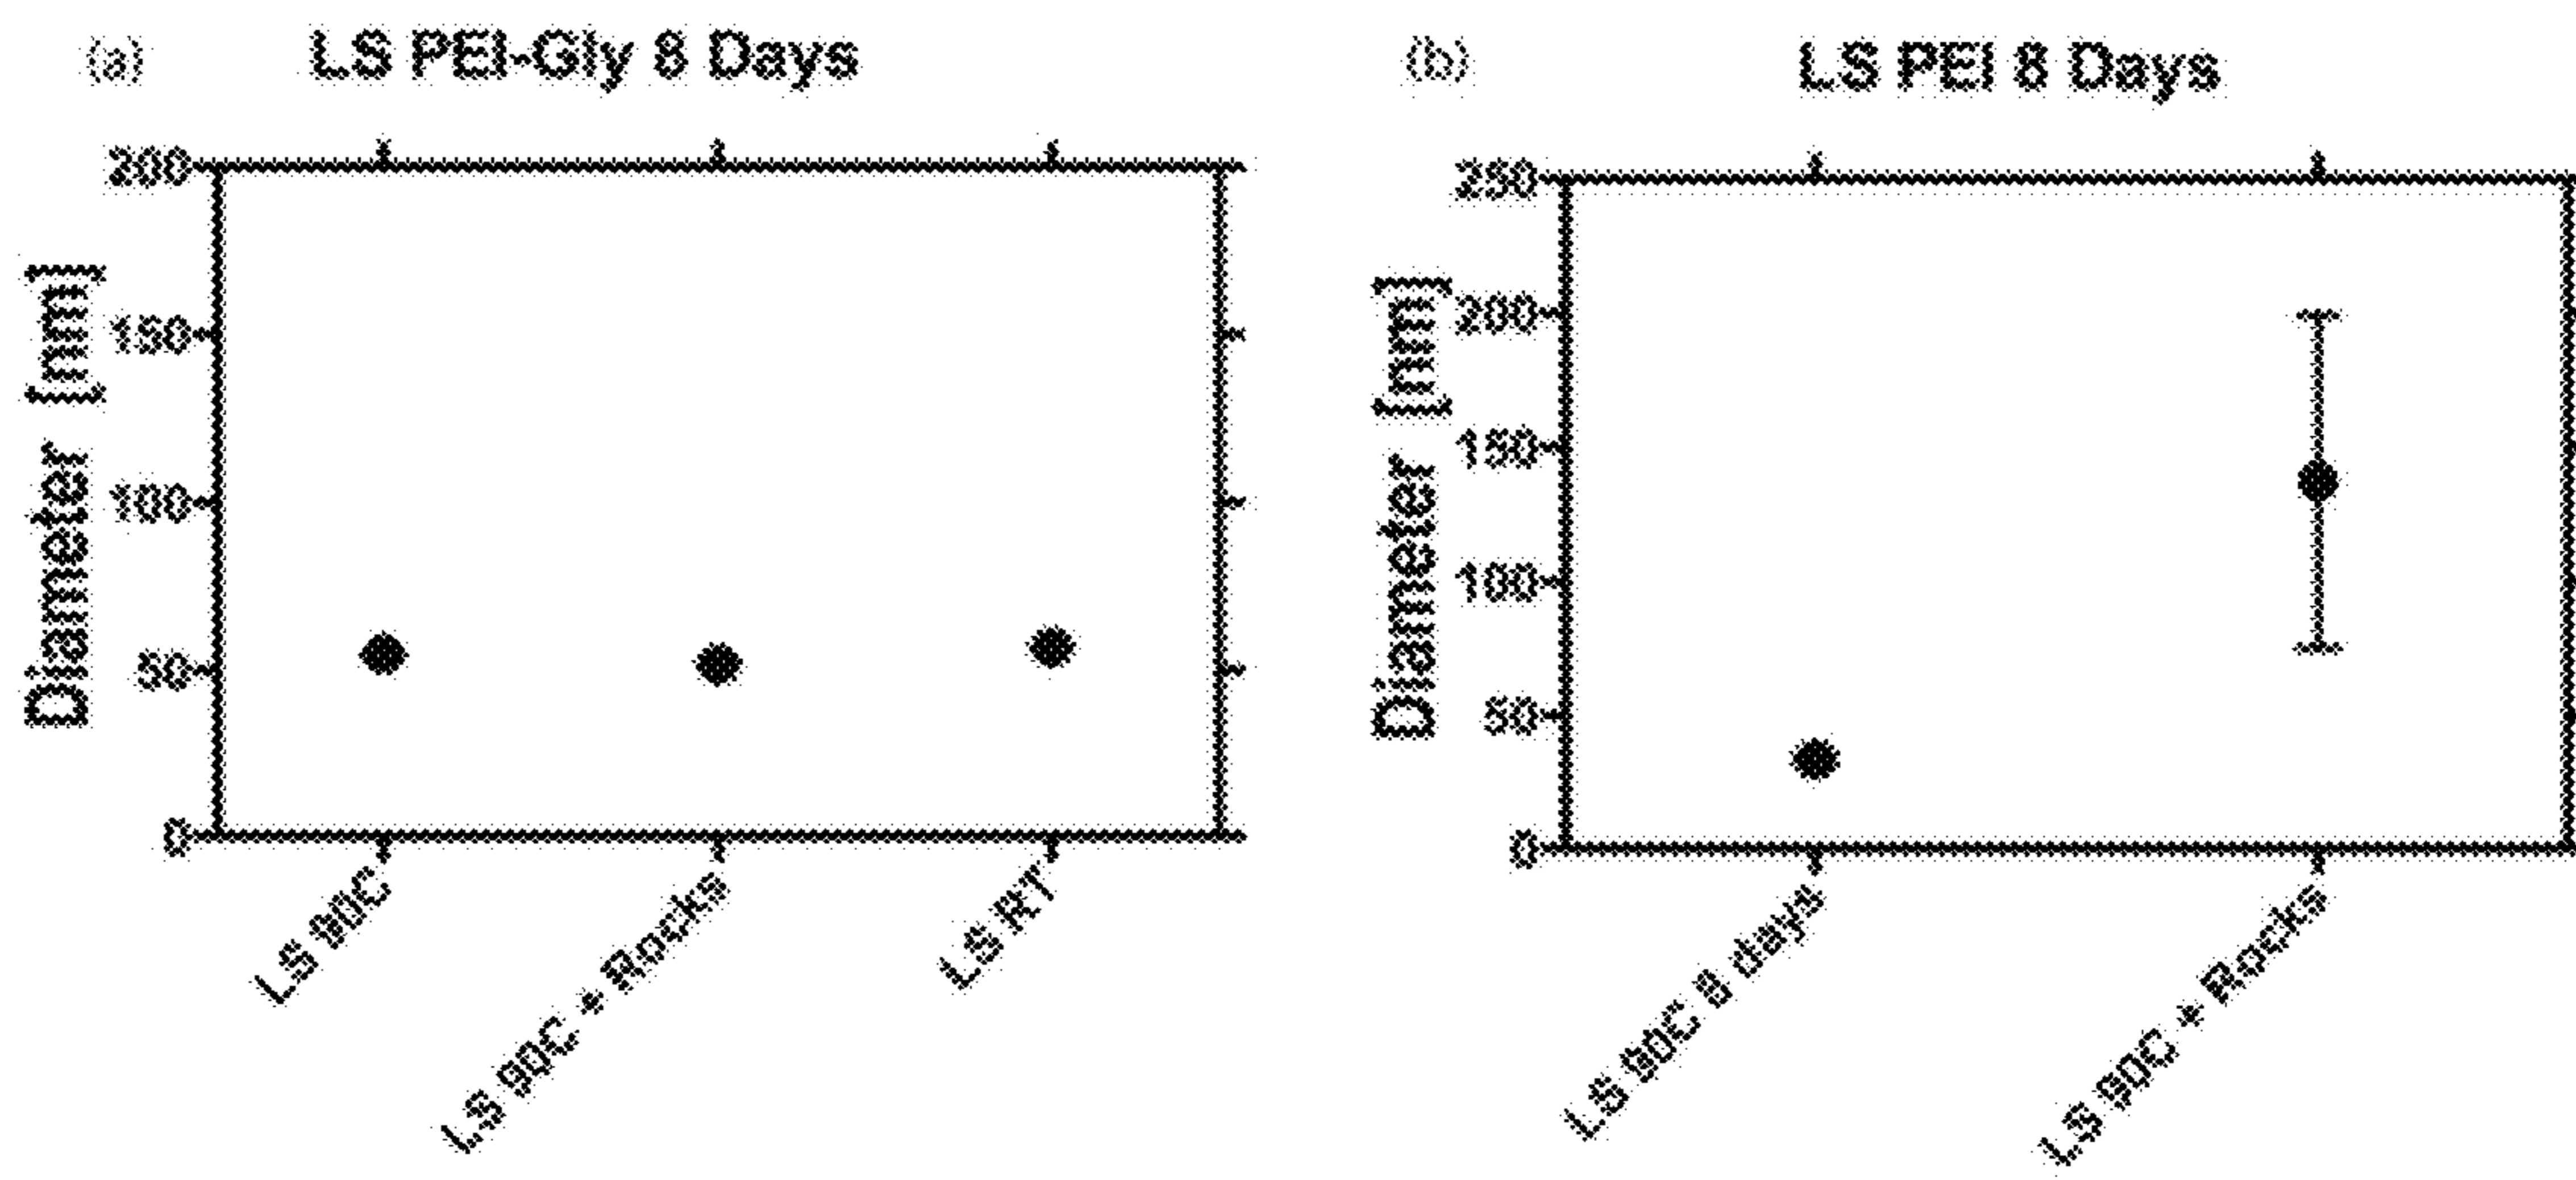 (a) LS PEI-Gly 8 Days
Diameter [nm]
200
150
100
50
0
LS 90C
LS 90C + Rocks
LS RT
(b) LS PEI 8 Days
Diameter [nm]
250
200
150
100
50
0
LS 90C 8 days
LS 90C + Rocks